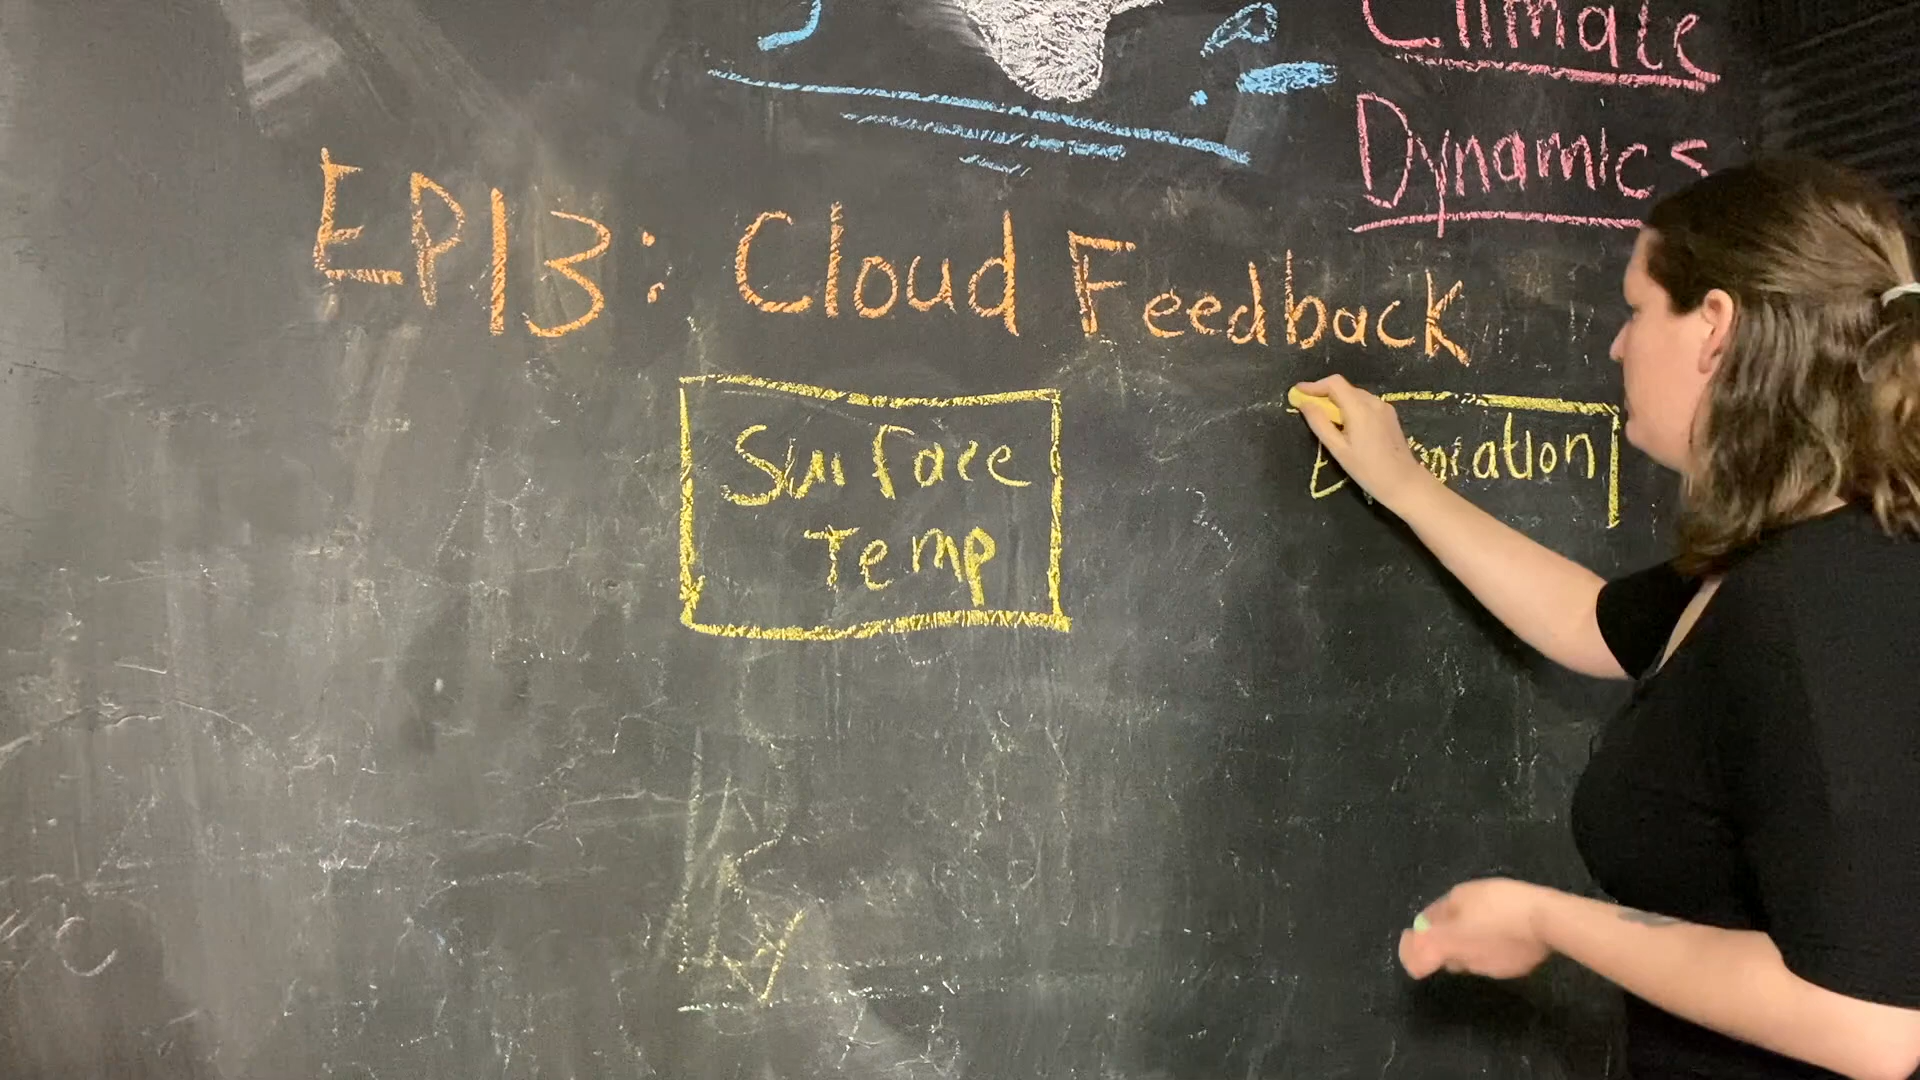 Climate
Dynamics
EP13: Cloud Feedback
Surface
Temp